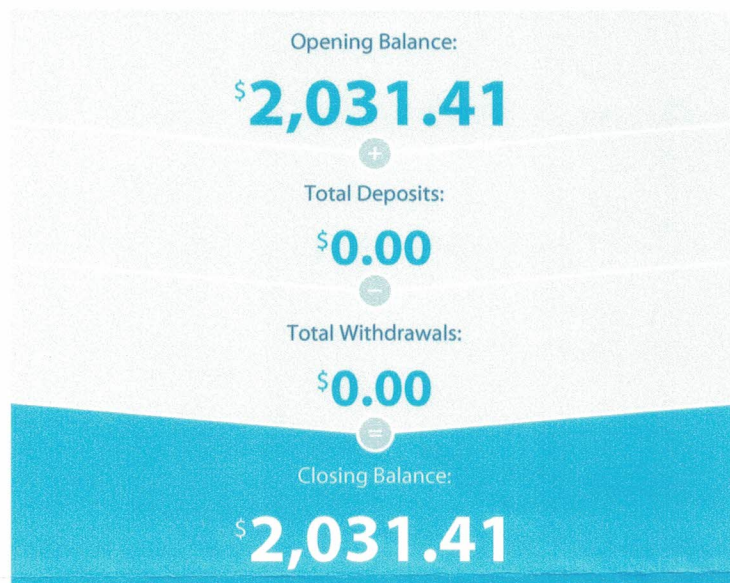 Opening Balance:
$2,031.41
+
Total Deposits:
$0.00
−
Total Withdrawals:
$0.00
=
Closing Balance:
$2,031.41